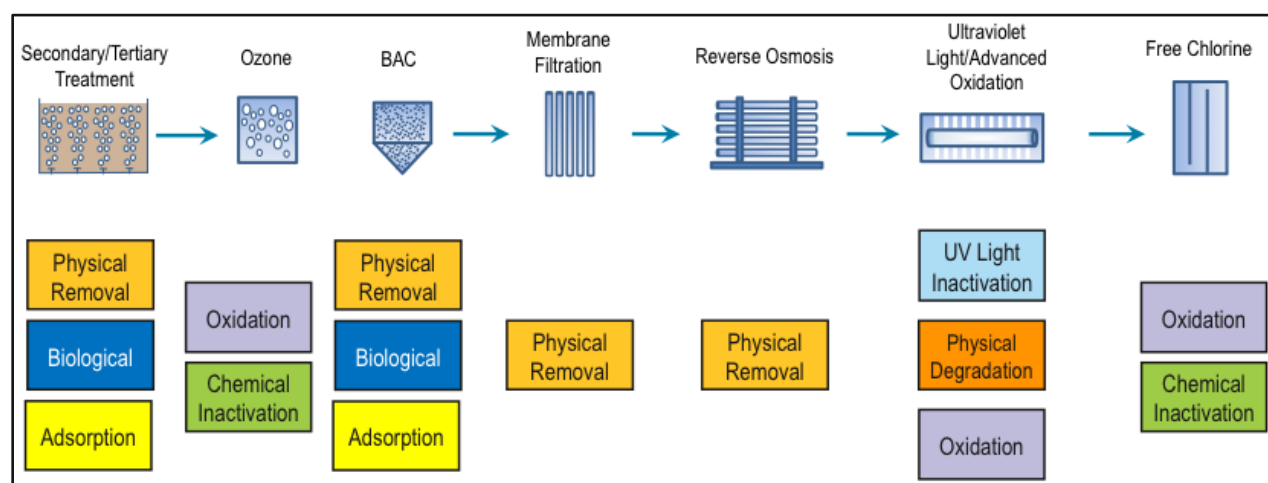 Secondary/Tertiary
Treatment
Ozone
BAC
Membrane
Filtration
Reverse Osmosis
Ultraviolet
Light/Advanced
Oxidation
Free Chlorine
Physical
Removal
Biological
Adsorption
Oxidation
Chemical
Inactivation
Physical
Removal
Biological
Adsorption
Physical
Removal
Physical
Removal
UV Light
Inactivation
Physical
Degradation
Oxidation
Oxidation
Chemical
Inactivation